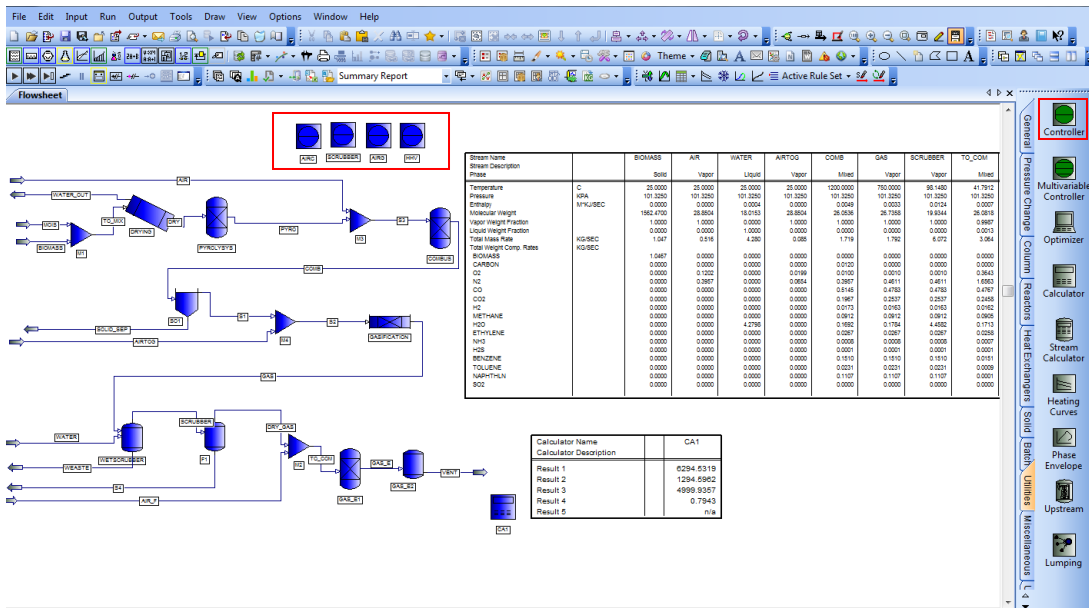 File Edit Input Run Output Tools Draw View Options Window Help
Summary Report
Theme
Active Rule Set
Flowsheet
AIRC SCRUBBER AIRG HHV
AIR
WATER_OUT
MOIS
TO_MIX
DRYING
DRY
BIOMASS
M1
PYROLYSYS
PYRO
M3
S3
COMBUS
COMB
SO1
S1
S2
SOLID_SEP
AIRTOG
M4
GASIFICATION
GAS
WATER
SCRUBBER
DRY_GAS
WETSCRUBBER
WEASTE
F1
M2
TO_COM
GAS_E
S4
AIR_F
GAS_E1
GAS_E2
VENT
CA1
Stream Name BIOMASS AIR WATER AIRTOG COMB GAS SCRUBBER TO_COM
Stream Description
Phase Solid Vapor Liquid Vapor Mixed Vapor Vapor Mixed
Temperature C 25.0000 25.0000 25.0000 25.0000 1200.0000 750.0000 98.1480 41.7912
Pressure KPA 101.3250 101.3250 101.3250 101.3250 101.3250 101.3250 101.3250 101.3250
Enthalpy M*KJ/SEC 0.0000 0.0000 0.0004 0.0000 0.0049 0.0033 0.0124 0.0007
Molecular Weight 1562.4700 28.8504 18.0153 28.8504 26.0536 26.7358 19.9344 26.0818
Vapor Weight Fraction 1.0000 1.0000 0.0000 1.0000 1.0000 1.0000 1.0000 0.9987
Liquid Weight Fraction 0.0000 0.0000 1.0000 0.0000 0.0000 0.0000 0.0000 0.0013
Total Mass Rate KG/SEC 1.047 0.516 4.280 0.085 1.719 1.792 6.072 3.064
Total Weight Comp. Rates KG/SEC
BIOMASS 1.0467 0.0000 0.0000 0.0000 0.0000 0.0000 0.0000 0.0000
CARBON 0.0000 0.0000 0.0000 0.0000 0.0120 0.0000 0.0000 0.0000
O2 0.0000 0.1202 0.0000 0.0199 0.0100 0.0010 0.0010 0.3643
N2 0.0000 0.3957 0.0000 0.0654 0.3957 0.4611 0.4611 1.6563
CO 0.0000 0.0000 0.0000 0.0000 0.5145 0.4783 0.4783 0.4767
CO2 0.0000 0.0000 0.0000 0.0000 0.1967 0.2537 0.2537 0.2458
H2 0.0000 0.0000 0.0000 0.0000 0.0173 0.0163 0.0163 0.0162
METHANE 0.0000 0.0000 0.0000 0.0000 0.0912 0.0912 0.0912 0.0905
H2O 0.0000 0.0000 4.2798 0.0000 0.1692 0.1784 4.4582 0.1713
ETHYLENE 0.0000 0.0000 0.0000 0.0000 0.0267 0.0267 0.0267 0.0258
NH3 0.0000 0.0000 0.0000 0.0000 0.0008 0.0008 0.0008 0.0007
H2S 0.0000 0.0000 0.0000 0.0000 0.0001 0.0001 0.0001 0.0001
BENZENE 0.0000 0.0000 0.0000 0.0000 0.1510 0.1510 0.1510 0.0151
TOLUENE 0.0000 0.0000 0.0000 0.0000 0.0231 0.0231 0.0231 0.0009
NAPHTHLN 0.0000 0.0000 0.0000 0.0000 0.1107 0.1107 0.1107 0.0001
SO2 0.0000 0.0000 0.0000 0.0000 0.0000 0.0000 0.0000 0.0000
Calculator Name CA1
Calculator Description
Result 1 6294.5319
Result 2 1294.5962
Result 3 4999.9357
Result 4 0.7943
Result 5 n/a
General
Pressure Change
Column
Reactors
Heat Exchangers
Solid
Batch
Utilities
Miscellaneous
Controller
Multivariable
Controller
Optimizer
Calculator
Stream
Calculator
Heating
Curves
Phase
Envelope
Upstream
Lumping